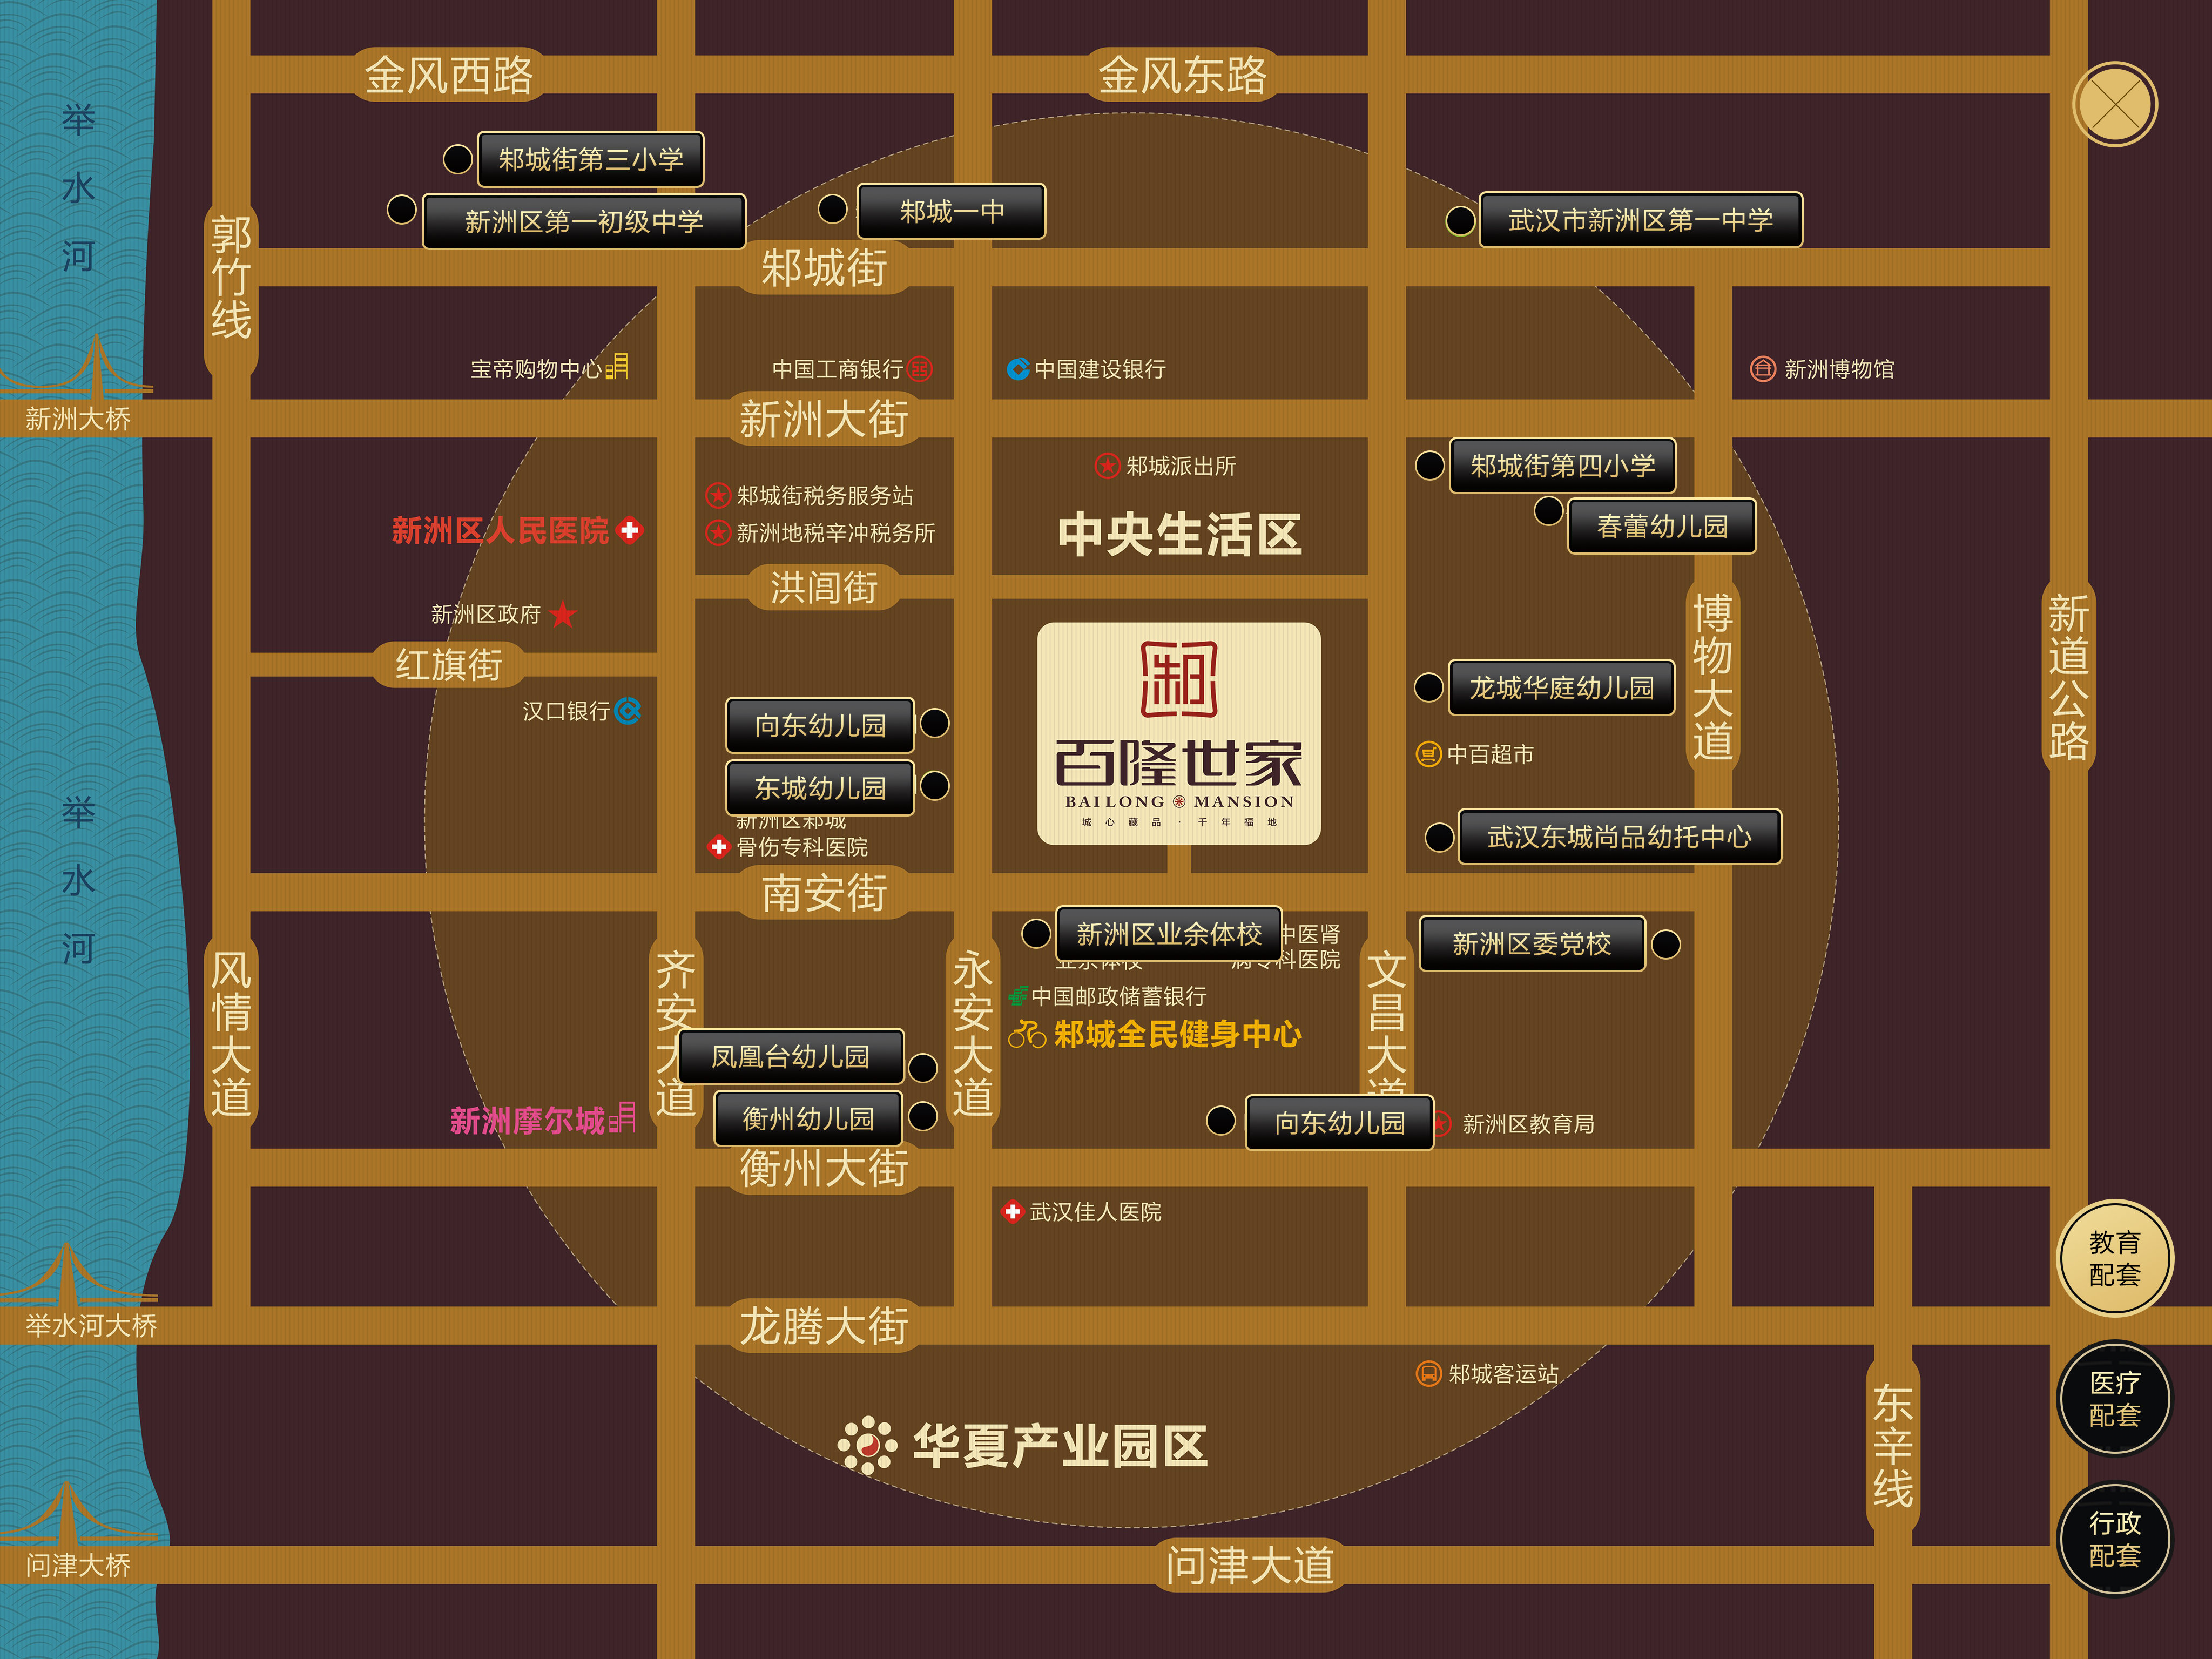 金风西路
金风东路
举水河
邾城街第三小学
新洲区第一初级中学
邾城一中
武汉市新洲区第一中学
郭竹线
邾城街
宝帝购物中心
中国工商银行
中国建设银行
新洲博物馆
新洲大桥
新洲大街
邾城派出所
邾城街第四小学
邾城街税务服务站
春蕾幼儿园
新洲区人民医院
新洲地税辛冲税务所
中央生活区
洪闾街
新洲区政府
博物大道
新道公路
红旗街
汉口银行
龙城华庭幼儿园
向东幼儿园
百隆世家
BAILONG MANSION
城心藏品·千年福地
中百超市
东城幼儿园
新洲区邾城
骨伤专科医院
武汉东城尚品幼托中心
举水河
南安街
新洲区业余体校
中医肾
病专科医院
业余体校
新洲区委党校
风情大道
齐安大道
永安大道
文昌大道
中国邮政储蓄银行
邾城全民健身中心
凤凰台幼儿园
新洲摩尔城
衡州幼儿园
向东幼儿园
新洲区教育局
衡州大街
武汉佳人医院
教育
配套
举水河大桥
龙腾大街
邾城客运站
医疗
配套
东辛线
华夏产业园区
行政
配套
问津大桥
问津大道